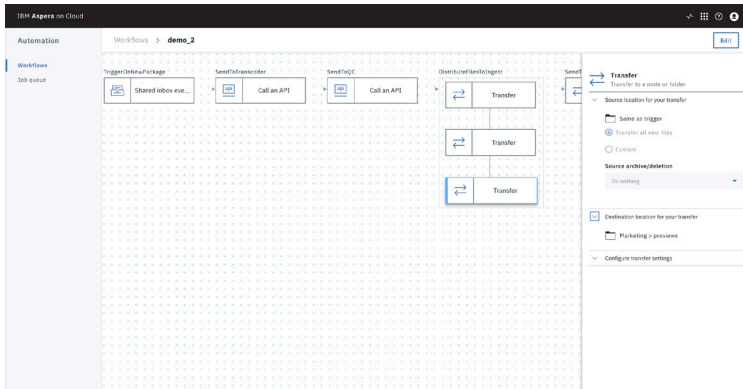 IBM Aspera on Cloud
Automation
Workflows > demo_2
Edit
Workflows
Job queue
TriggerOnNewPackage
SendToTranscoder
SendToQC
DistributeFilesToIngest
SendT
Shared inbox eve...
Call an API
Call an API
Transfer
Transfer
Transfer
Transfer
Transfer to a node or folder
Source location for your transfer
Same as trigger
Transfer all new files
Custom
Source archive/deletion
Do nothing
Destination location for your transfer
Marketing > previews
Configure transfer settings